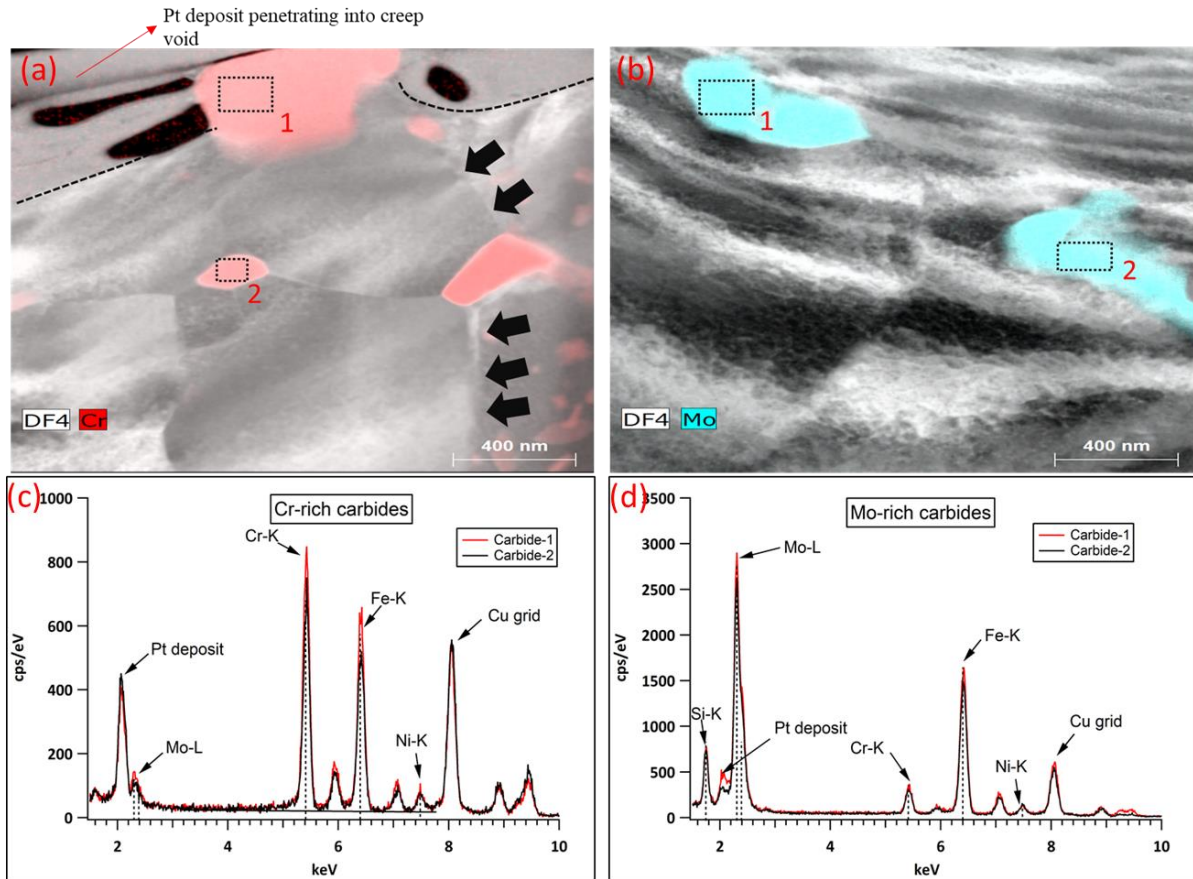 Pt deposit penetrating into creep
void
(a)
1
2
DF4 Cr
400 nm
(b)
1
2
DF4 Mo
400 nm
(c)
Cr-rich carbides
Carbide-1
Carbide-2
Cr-K
Fe-K
Cu grid
Pt deposit
Mo-L
Ni-K
1000
800
600
400
200
0
cps/eV
2 4 6 8 10
keV
(d)
Mo-rich carbides
Carbide-1
Carbide-2
Mo-L
Fe-K
Si-K
Pt deposit
Cr-K
Ni-K
Cu grid
3500
3000
2500
2000
1500
1000
500
0
cps/eV
2 4 6 8 10
keV